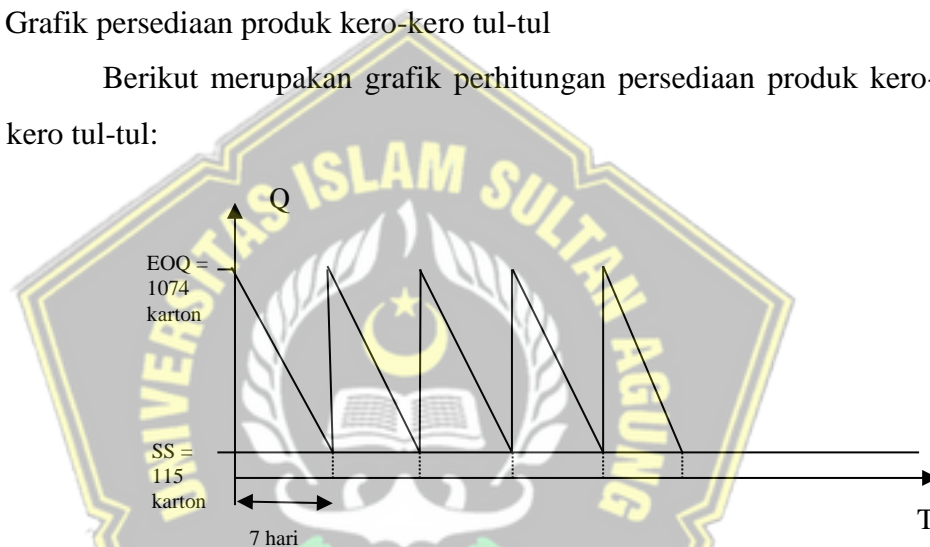 Grafik persediaan produk kero-kero tul-tul
Berikut merupakan grafik perhitungan persediaan produk kero-
kero tul-tul:
UNIVERSITAS ISLAM SULTAN AGUNG
Q
EOQ =
1074
karton
SS =
115
karton
7 hari
T